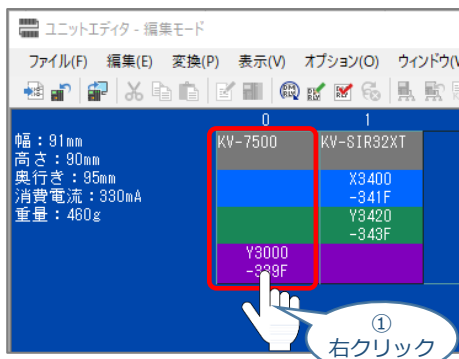 ユニットエディタ - 編集モード
ファイル(F) 編集(E) 変換(P) 表示(V) オプション(O) ウィンドウ(V
0 1
幅：91mm
高さ：90mm
奥行き：95mm
消費電流：330mA
重量：460g
KV-7500 KV-SIR32XT
X3400
-341F
Y3420
-343F
Y3000
-339F
①
右クリック